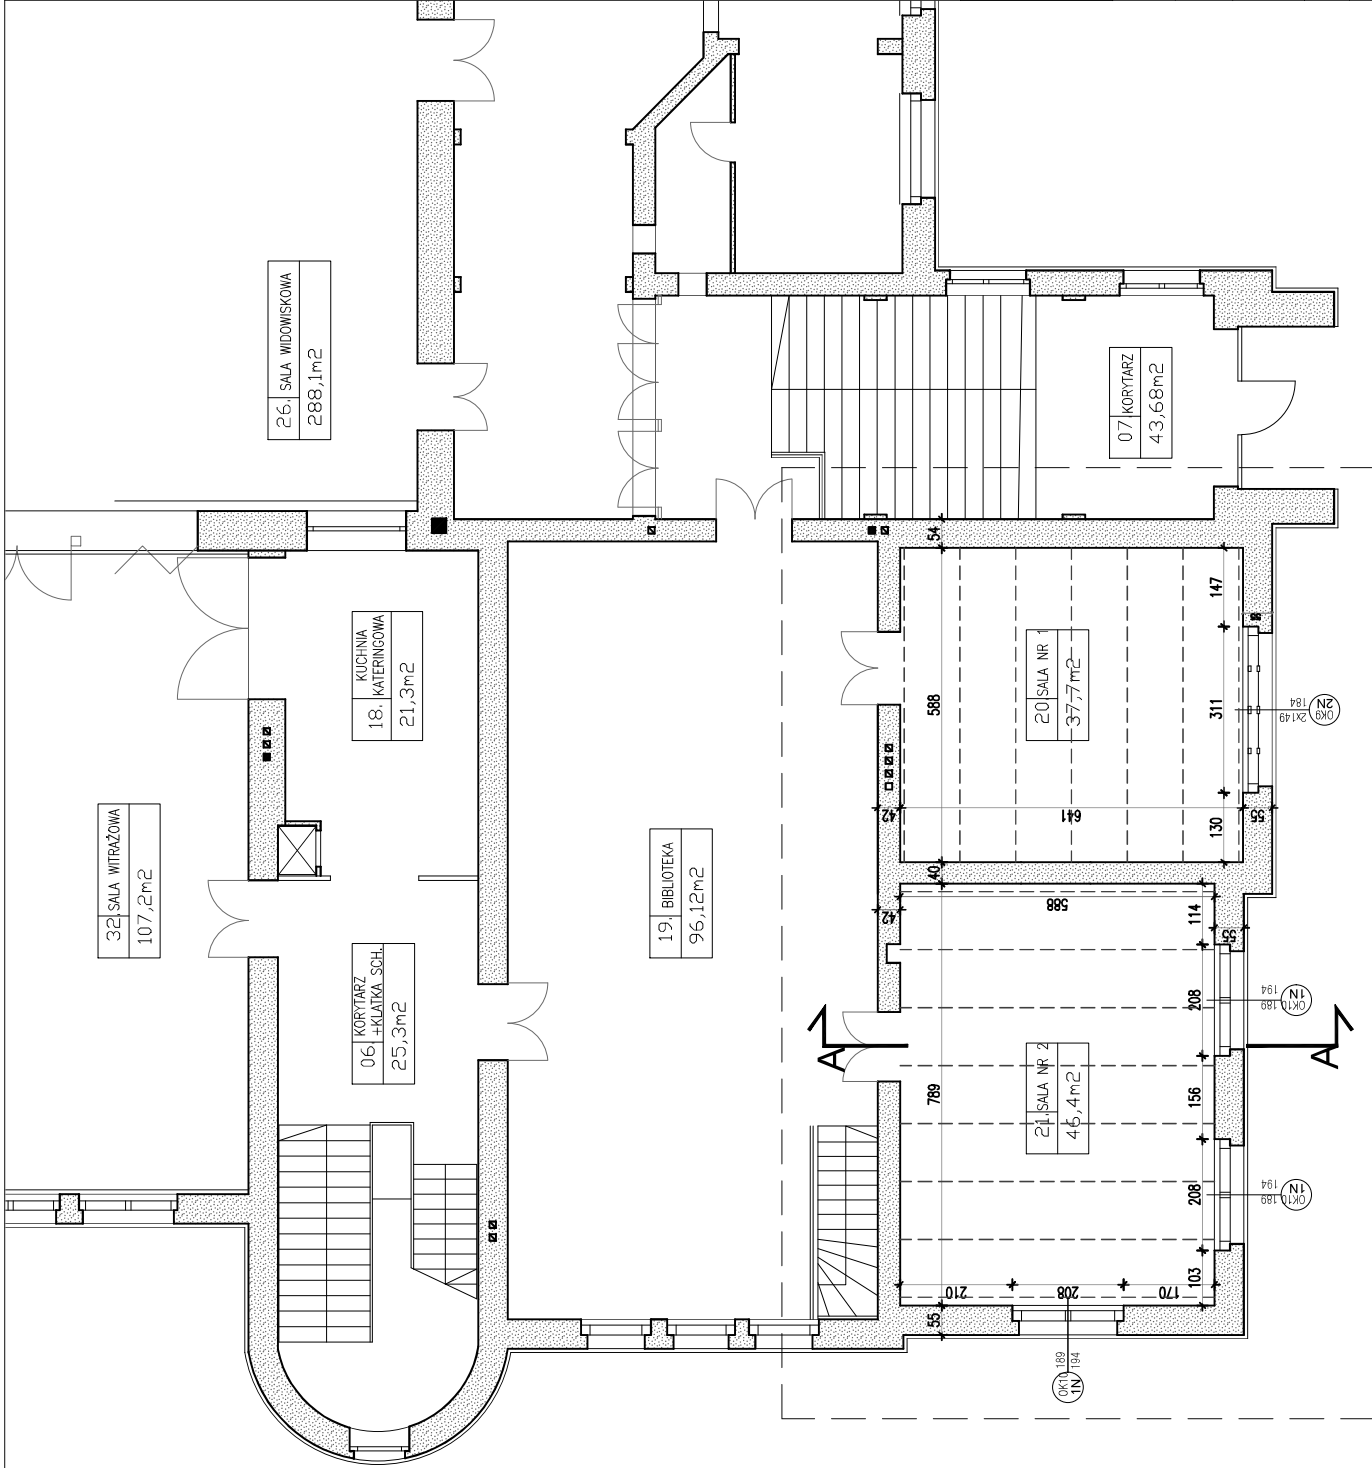 26. SALA WIDOWISKOWA
288,1m2
07. KORYTARZ
43,68m2
KUCHNIA
18. KATERINGOWA
21,3m2
20. SALA NR 1
37,7m2
32. SALA WITRAŻOWA
107,2m2
19. BIBLIOTEKA
96,12m2
KORYTARZ
06. +KLATKA SCH.
25,3m2
21. SALA NR 2
46,4m2
54
147
588
311
42
641
55
130
40
42
588
114
55
208
789
156
208
210
208
170
103
55
OK9
2N
2x149
184
OK10
1N
189
194
OK10
1N
189
194
OK10
1N
189
194
A
A